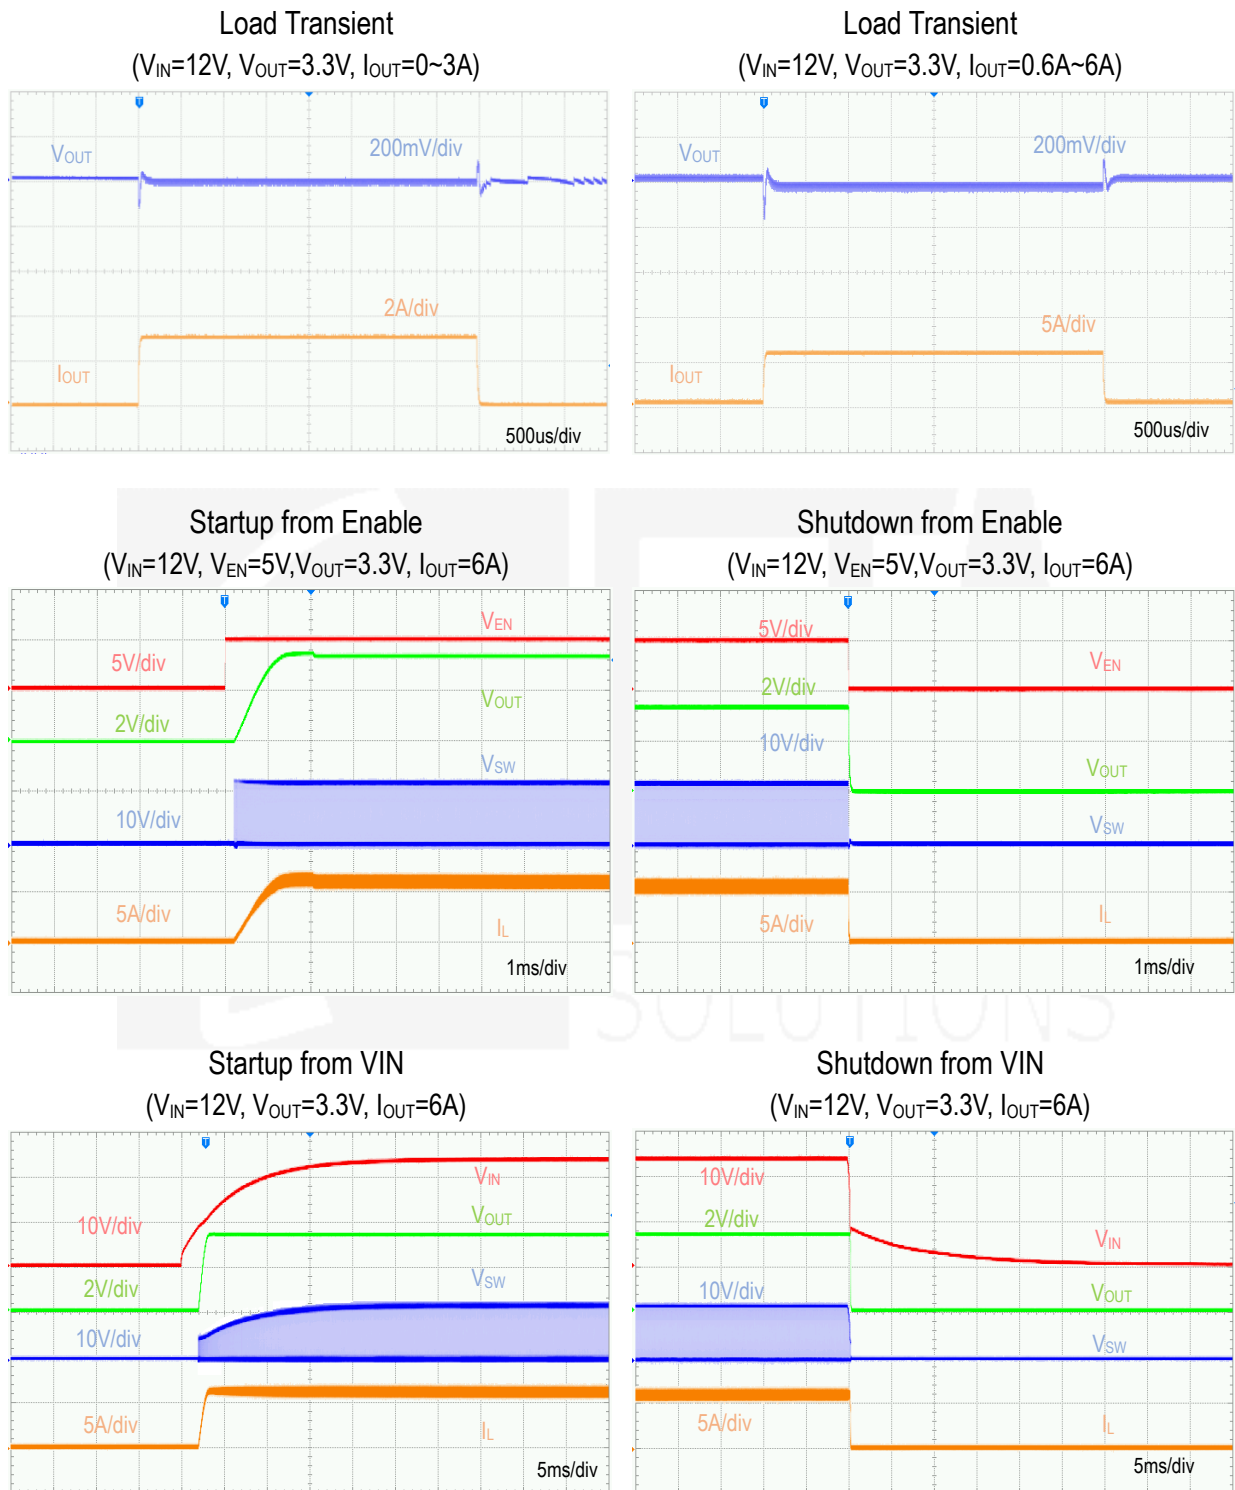 Load Transient
(VIN=12V, VOUT=3.3V, IOUT=0~3A)
T
VOUT
200mV/div
2A/div
IOUT
500us/div
Load Transient
(VIN=12V, VOUT=3.3V, IOUT=0.6A~6A)
T
VOUT
200mV/div
5A/div
IOUT
500us/div
Startup from Enable
(VIN=12V, VEN=5V,VOUT=3.3V, IOUT=6A)
T
VEN
5V/div
VOUT
2V/div
VSW
10V/div
5A/div
IL
1ms/div
Shutdown from Enable
(VIN=12V, VEN=5V,VOUT=3.3V, IOUT=6A)
T
5V/div
VEN
2V/div
10V/div
VOUT
VSW
5A/div
IL
1ms/div
SOLUTIONS
Startup from VIN
(VIN=12V, VOUT=3.3V, IOUT=6A)
T
VIN
10V/div
VOUT
2V/div
VSW
10V/div
5A/div
IL
5ms/div
Shutdown from VIN
(VIN=12V, VOUT=3.3V, IOUT=6A)
T
10V/div
2V/div
VIN
10V/div
VOUT
VSW
5A/div
IL
5ms/div